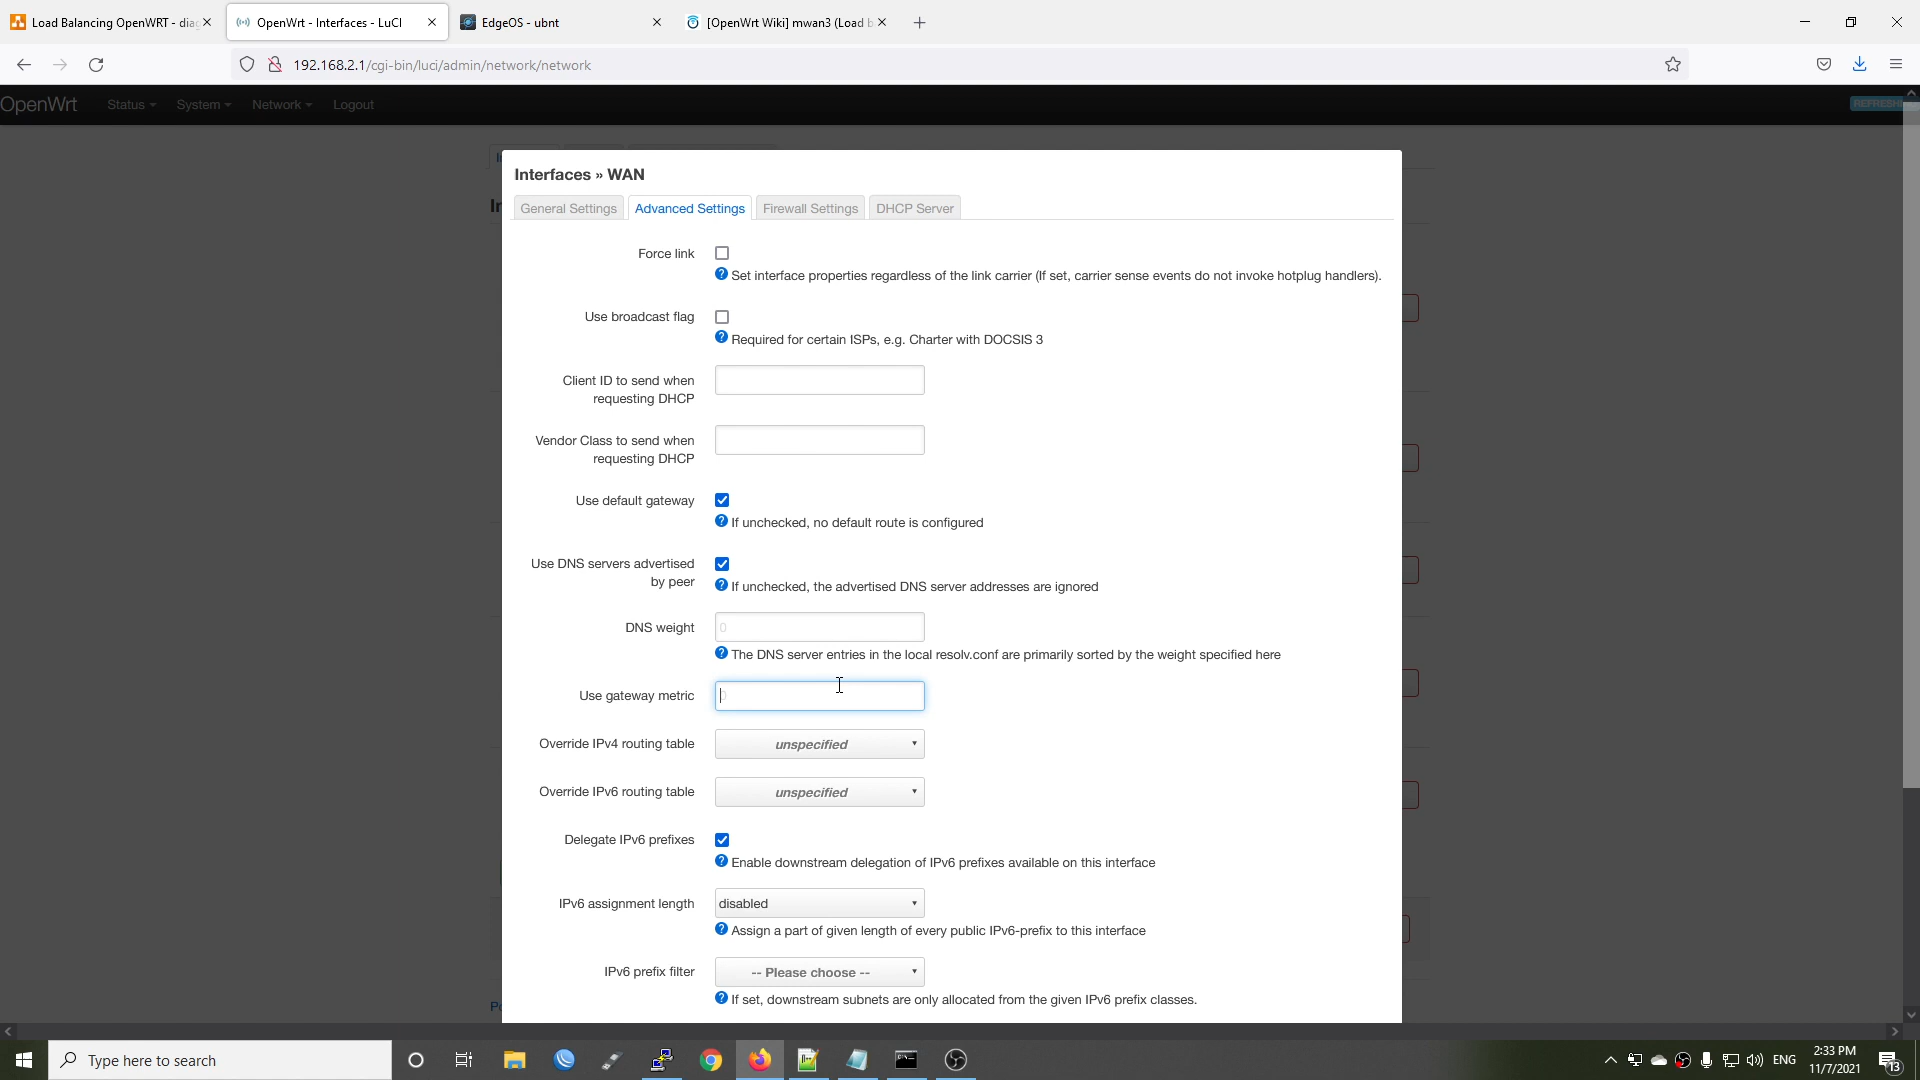 Load Balancing OpenWRT - diag
OpenWrt - Interfaces - LuCI
EdgeOS - ubnt
[OpenWrt Wiki] mwan3 (Load b
192.168.2.1/cgi-bin/luci/admin/network/network
OpenWrt
Status
System
Network
Logout
REFRESHING
Interfaces » WAN
General Settings
Advanced Settings
Firewall Settings
DHCP Server
Force link
Set interface properties regardless of the link carrier (If set, carrier sense events do not invoke hotplug handlers).
Use broadcast flag
Required for certain ISPs, e.g. Charter with DOCSIS 3
Client ID to send when
requesting DHCP
Vendor Class to send when
requesting DHCP
Use default gateway
If unchecked, no default route is configured
Use DNS servers advertised
by peer
If unchecked, the advertised DNS server addresses are ignored
DNS weight
0
The DNS server entries in the local resolv.conf are primarily sorted by the weight specified here
Use gateway metric
0
Override IPv4 routing table
unspecified
Override IPv6 routing table
unspecified
Delegate IPv6 prefixes
Enable downstream delegation of IPv6 prefixes available on this interface
IPv6 assignment length
disabled
Assign a part of given length of every public IPv6-prefix to this interface
IPv6 prefix filter
-- Please choose --
If set, downstream subnets are only allocated from the given IPv6 prefix classes.
Type here to search
ENG
2:33 PM
11/7/2021
13